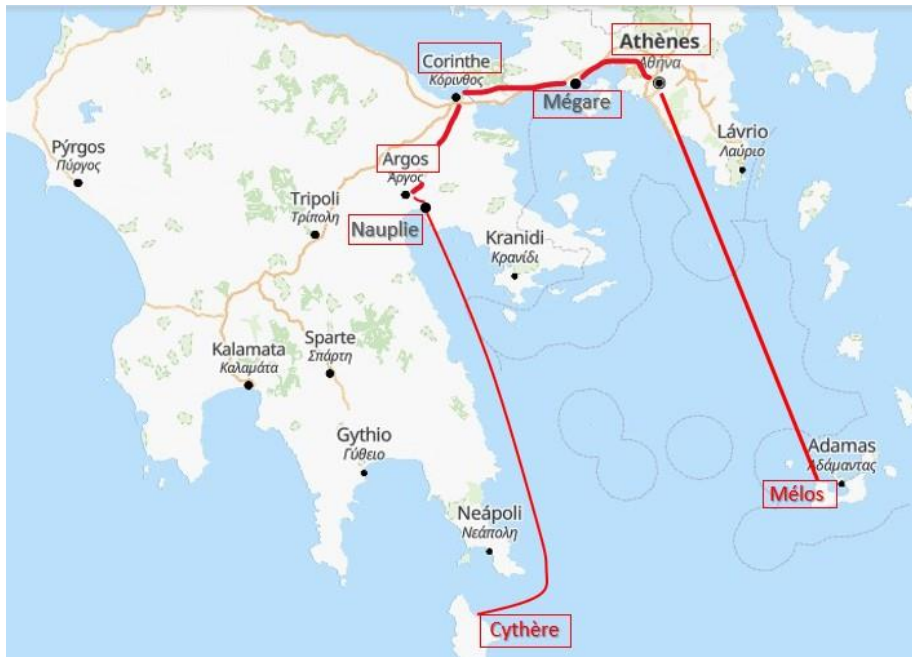 Athènes
Αθήνα
Corinthe
Κόρινθος
Mégare
Lávrio
Λαύριο
Pýrgos
Πύργος
Argos
Άργος
Tripoli
Τρίπολη
Nauplie
Kranidi
Κρανίδι
Sparte
Σπάρτη
Kalamata
Καλαμάτα
Gythio
Γύθειο
Adamas
Αδάμαντας
Mélos
Neápoli
Νεάπολη
Cythère